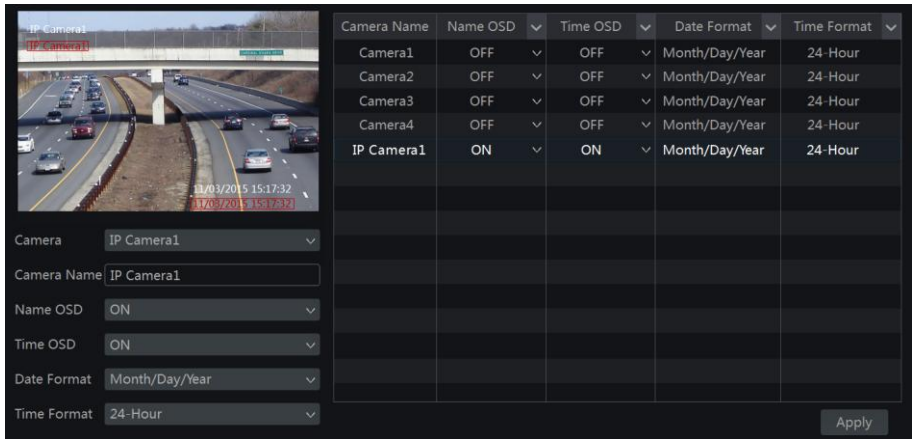 IP Camera1
IP Camera1
11/03/2015 15:17:32
11/03/2015 15:17:32
Camera IP Camera1
Camera Name IP Camera1
Name OSD ON
Time OSD ON
Date Format Month/Day/Year
Time Format 24-Hour
Camera Name Name OSD Time OSD Date Format Time Format
Camera1 OFF OFF Month/Day/Year 24-Hour
Camera2 OFF OFF Month/Day/Year 24-Hour
Camera3 OFF OFF Month/Day/Year 24-Hour
Camera4 OFF OFF Month/Day/Year 24-Hour
IP Camera1 ON ON Month/Day/Year 24-Hour
Apply